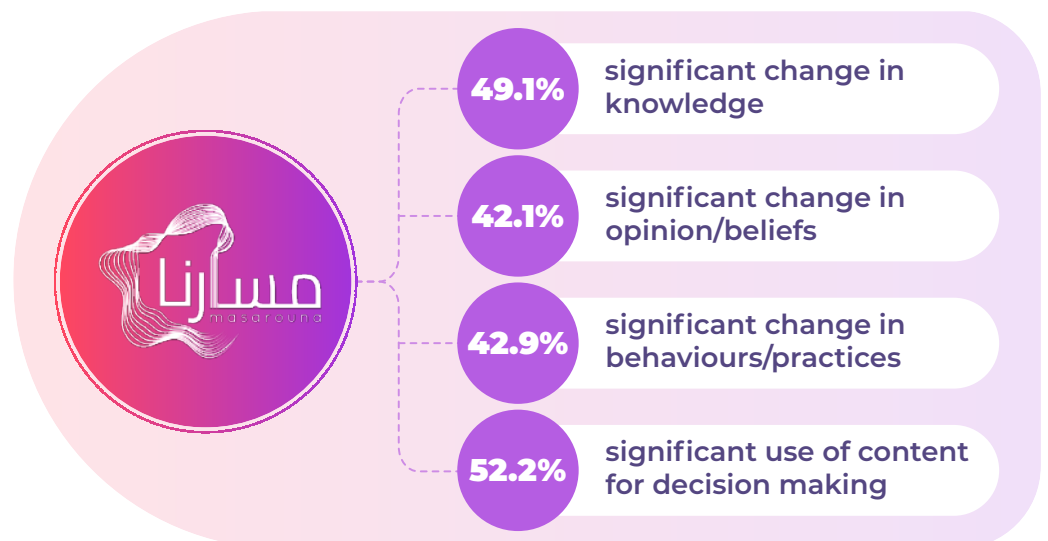 مسارنا
masarouna
49.1%
significant change in
knowledge
42.1%
significant change in
opinion/beliefs
42.9%
significant change in
behaviours/practices
52.2%
significant use of content
for decision making